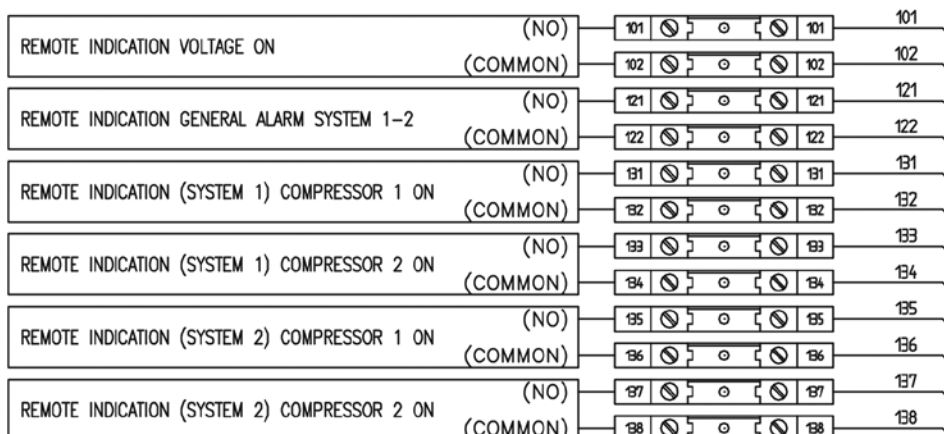 (NO) 101 101 101
REMOTE INDICATION VOLTAGE ON
(COMMON) 102 102 102
(NO) 121 121 121
REMOTE INDICATION GENERAL ALARM SYSTEM 1-2
(COMMON) 122 122 122
(NO) 131 131 131
REMOTE INDICATION (SYSTEM 1) COMPRESSOR 1 ON
(COMMON) 132 132 132
(NO) 133 133 133
REMOTE INDICATION (SYSTEM 1) COMPRESSOR 2 ON
(COMMON) 134 134 134
(NO) 135 135 135
REMOTE INDICATION (SYSTEM 2) COMPRESSOR 1 ON
(COMMON) 136 136 136
(NO) 137 137 137
REMOTE INDICATION (SYSTEM 2) COMPRESSOR 2 ON
(COMMON) 138 138 138